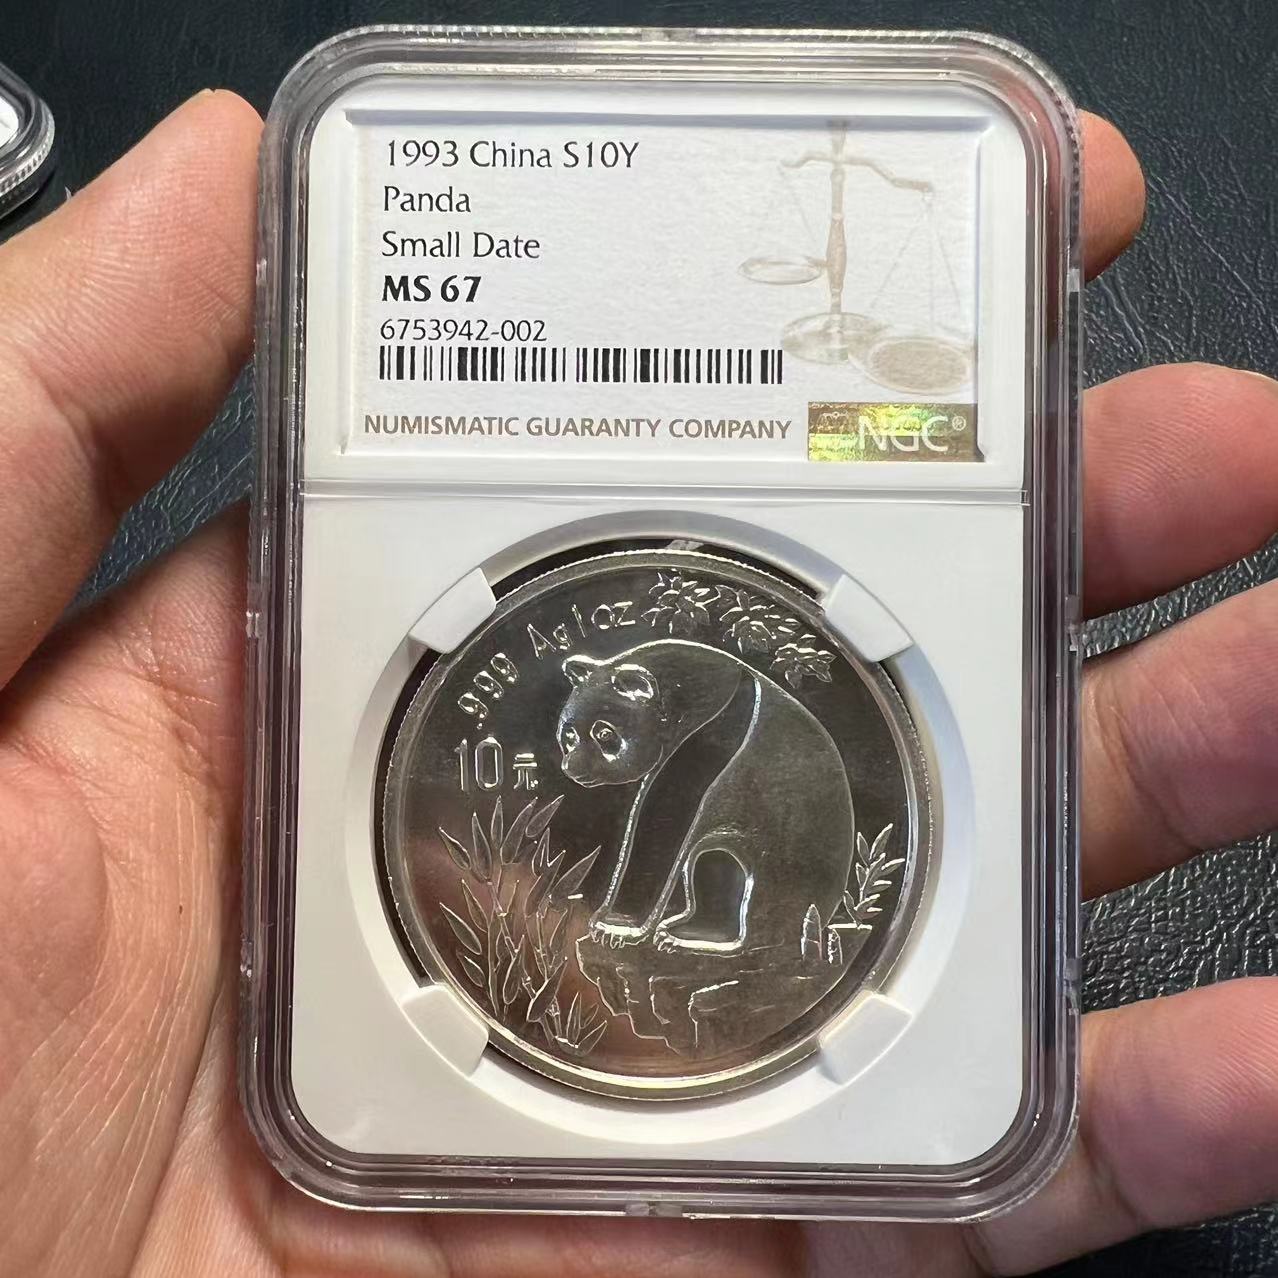 1993 China S10Y
Panda
Small Date
MS 67
6753942-002
NUMISMATIC GUARANTY COMPANY
NGC®
.999 Ag 1oz
10元